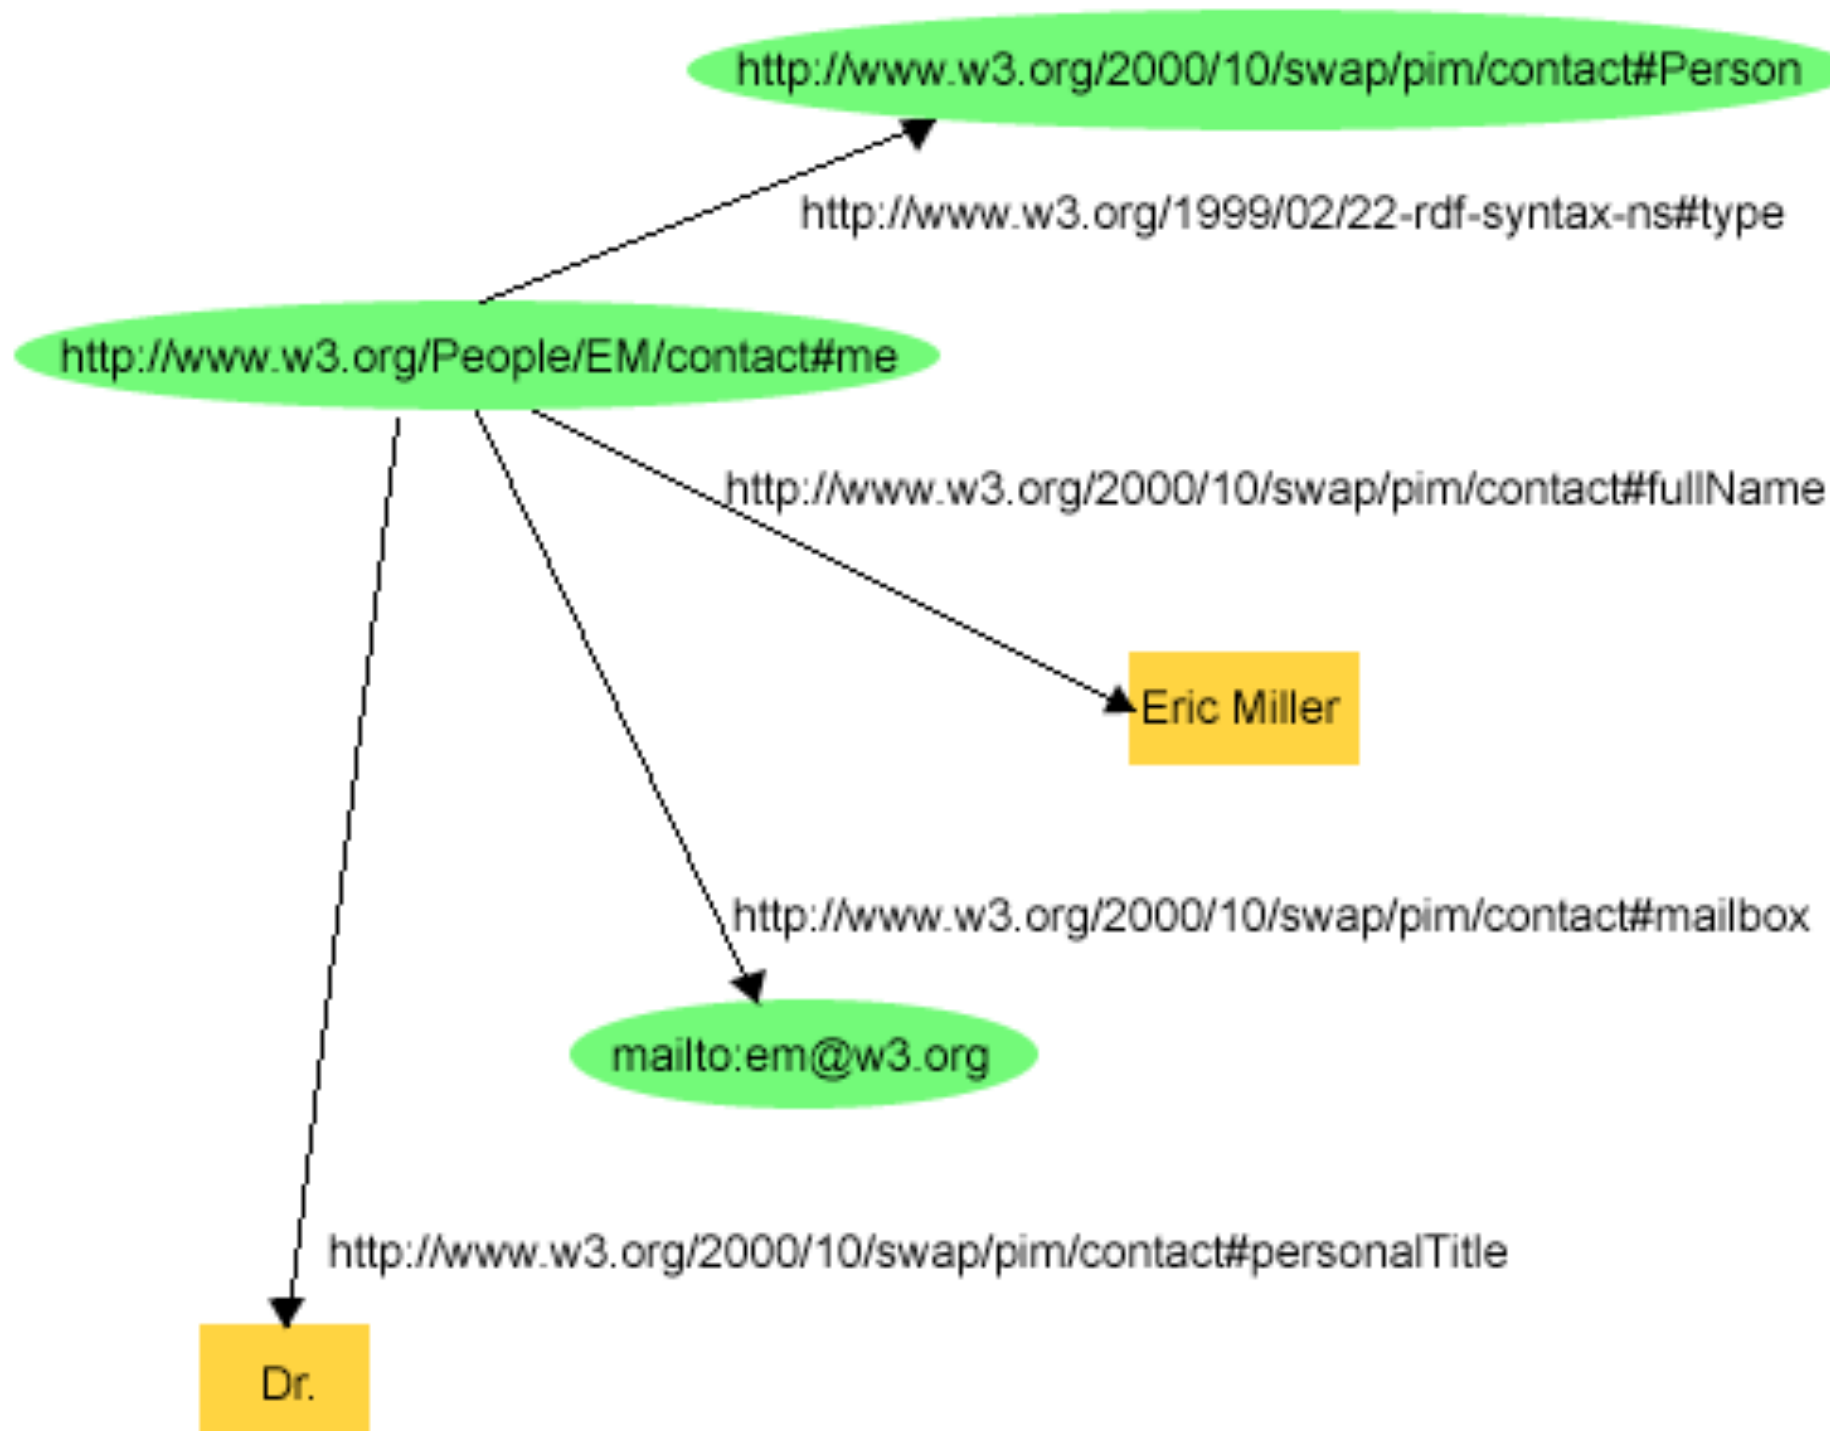 http://www.w3.org/2000/10/swap/pim/contact#Person
http://www.w3.org/1999/02/22-rdf-syntax-ns#type
http://www.w3.org/People/EM/contact#me
http://www.w3.org/2000/10/swap/pim/contact#fullName
Eric Miller
http://www.w3.org/2000/10/swap/pim/contact#mailbox
mailto:em@w3.org
http://www.w3.org/2000/10/swap/pim/contact#personalTitle
Dr.